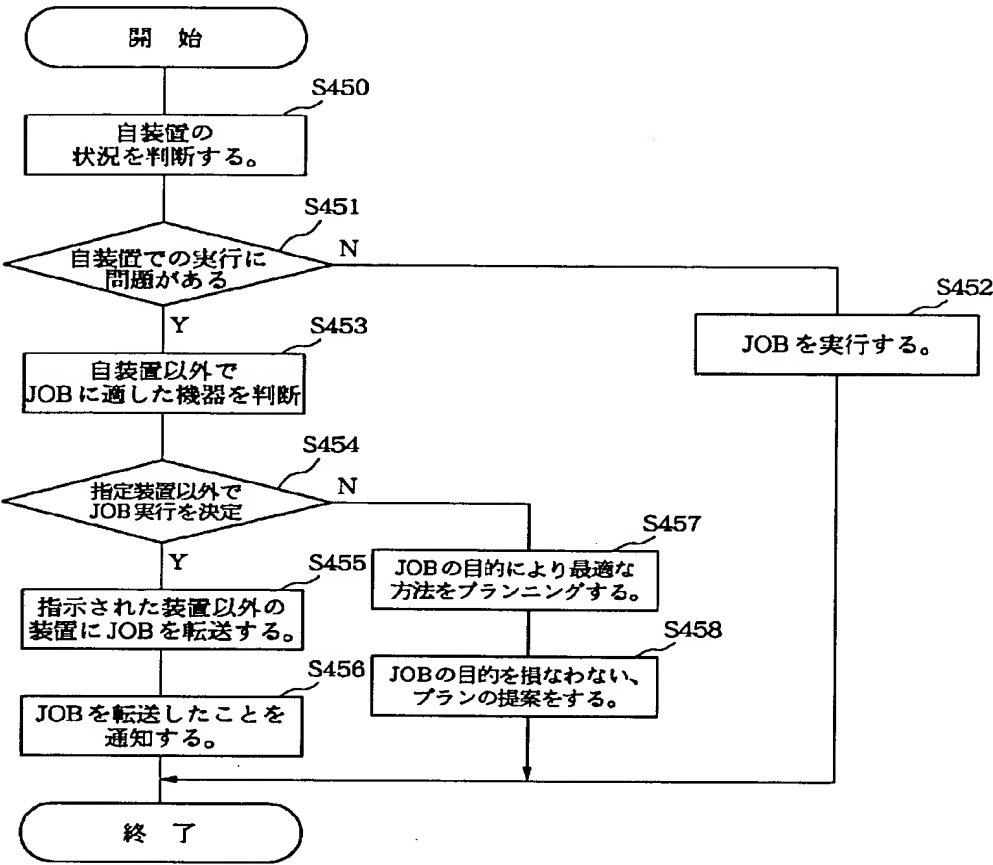 開 始
S450
自装置の
状況を判断する。
S451
自装置での実行に
問題がある
N
Y
S452
JOBを実行する。
S453
自装置以外で
JOBに適した機器を判断
S454
指定装置以外で
JOB実行を決定
N
Y
S455
指示された装置以外の
装置にJOBを転送する。
S456
JOBを転送したことを
通知する。
S457
JOBの目的により最適な
方法をプランニングする。
S458
JOBの目的を損なわない、
プランの提案をする。
終 了